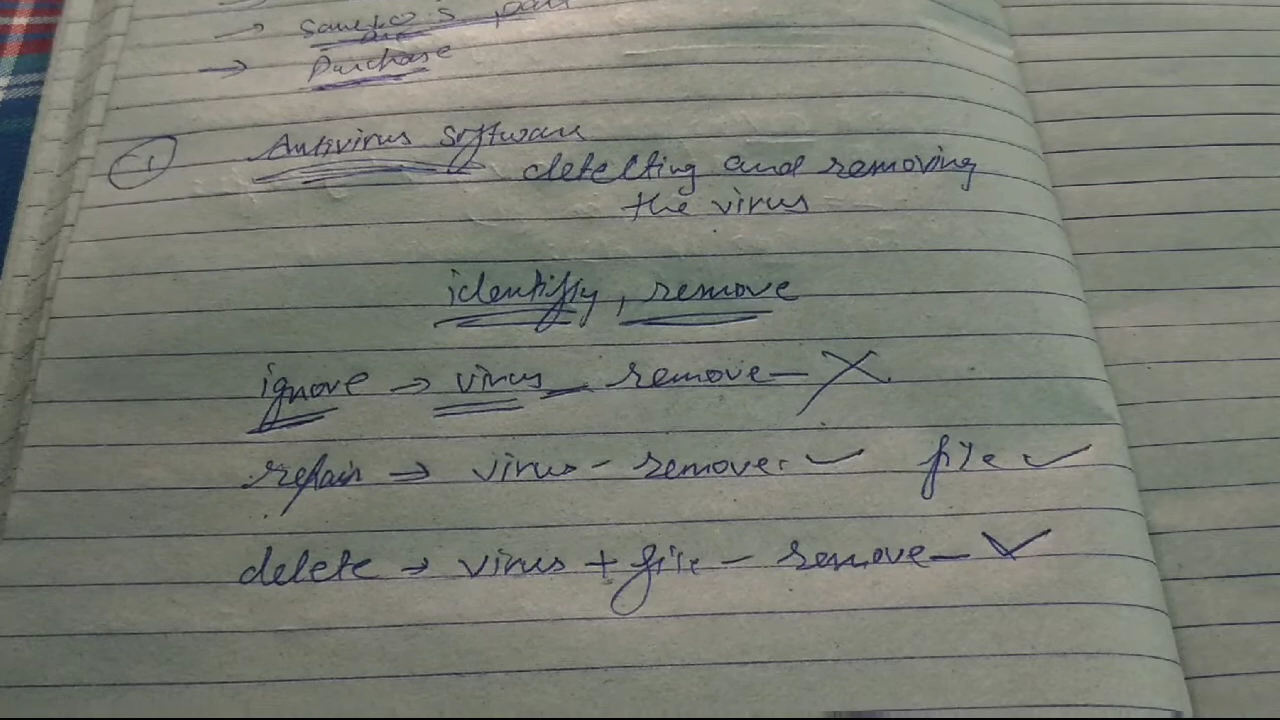 →
→ Purchase
Antivirus Software
detecting and removing
the virus
identifiy, remove
ignore → virus remove - X
repair → virus - remove. ✓ file ✓
delete → virus + file - remove - ✓